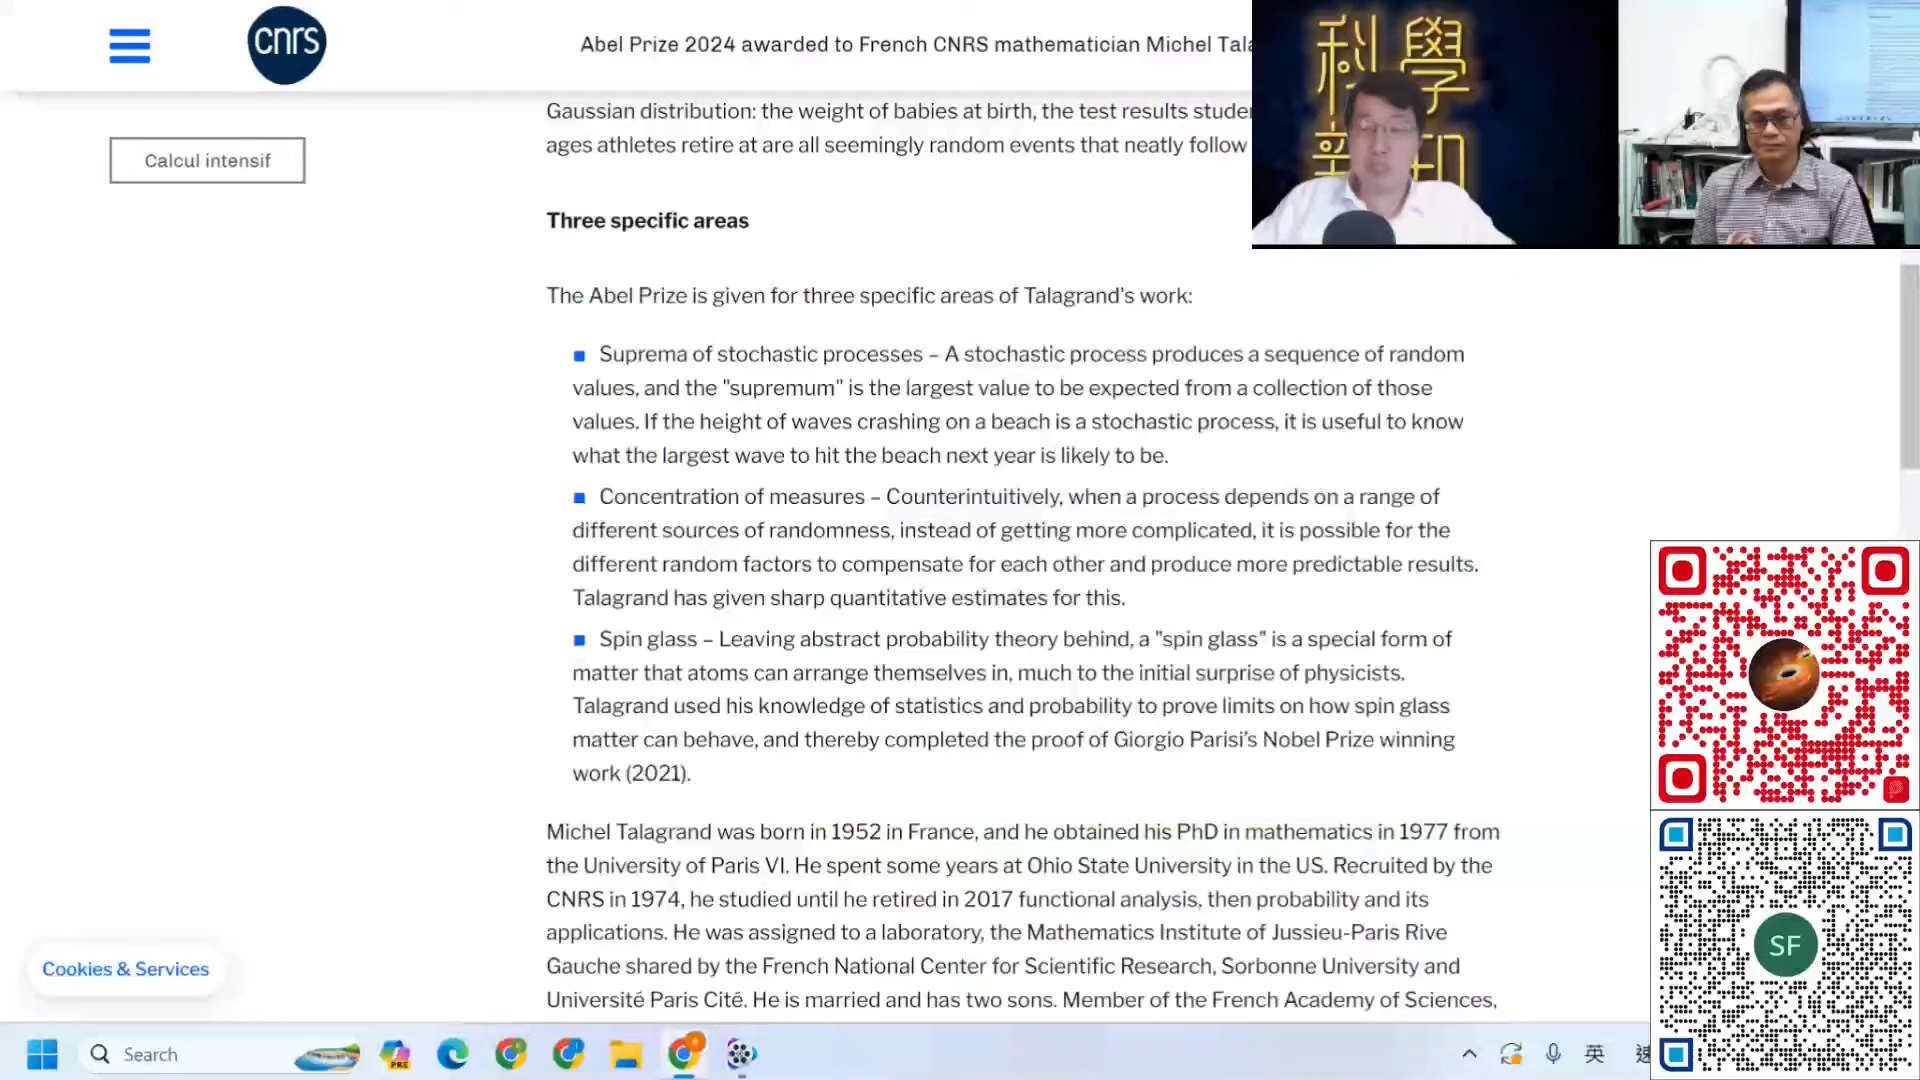 cnrs
Abel Prize 2024 awarded to French CNRS mathematician Michel Tala
科學
Gaussian distribution: the weight of babies at birth, the test results stude
ages athletes retire at are all seemingly random events that neatly follow
Calcul intensif
Three specific areas
The Abel Prize is given for three specific areas of Talagrand's work:
Suprema of stochastic processes – A stochastic process produces a sequence of random
values, and the "supremum" is the largest value to be expected from a collection of those
values. If the height of waves crashing on a beach is a stochastic process, it is useful to know
what the largest wave to hit the beach next year is likely to be.
Concentration of measures – Counterintuitively, when a process depends on a range of
different sources of randomness, instead of getting more complicated, it is possible for the
different random factors to compensate for each other and produce more predictable results.
Talagrand has given sharp quantitative estimates for this.
Spin glass – Leaving abstract probability theory behind, a "spin glass" is a special form of
matter that atoms can arrange themselves in, much to the initial surprise of physicists.
Talagrand used his knowledge of statistics and probability to prove limits on how spin glass
matter can behave, and thereby completed the proof of Giorgio Parisi's Nobel Prize winning
work (2021).
Michel Talagrand was born in 1952 in France, and he obtained his PhD in mathematics in 1977 from
the University of Paris VI. He spent some years at Ohio State University in the US. Recruited by the
CNRS in 1974, he studied until he retired in 2017 functional analysis, then probability and its
applications. He was assigned to a laboratory, the Mathematics Institute of Jussieu-Paris Rive
Gauche shared by the French National Center for Scientific Research, Sorbonne University and
Université Paris Cité. He is married and has two sons. Member of the French Academy of Sciences,
SF
Cookies & Services
Search
PRE
英